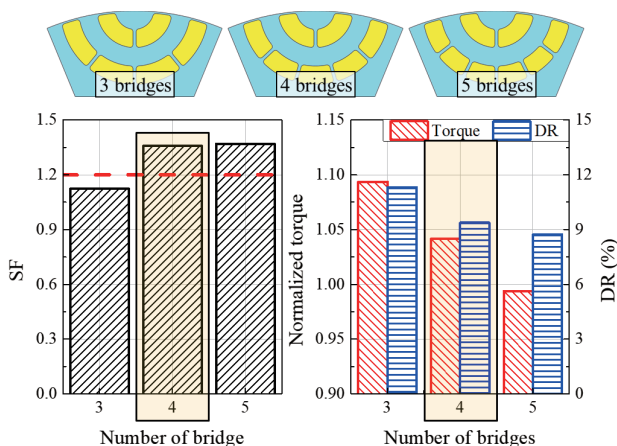 3 bridges 4 bridges 5 bridges
1.5
1.2
0.9
0.6
0.3
0.0
SF
3 4 5
Number of bridge
1.15
1.10
1.05
1.00
0.95
0.90
Normalized torque
Torque DR
15
12
9
6
3
0
DR (%)
3 4 5
Number of bridges